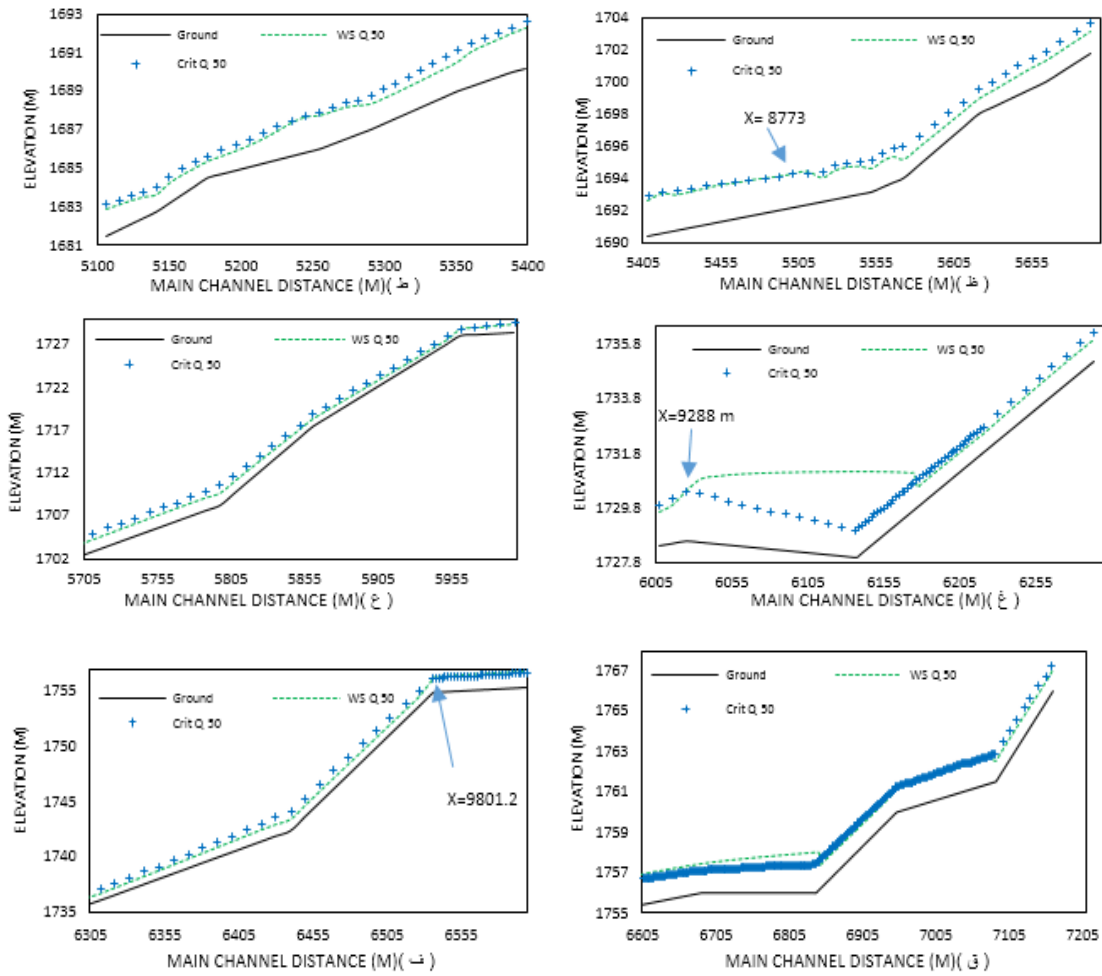 1693
1691
1689
1687
1685
1683
1681
ELEVATION (M)
Ground
WS Q 50
Crit Q 50
5100 5150 5200 5250 5300 5350 5400
MAIN CHANNEL DISTANCE (M)( ط )
1704
1702
1700
1698
1696
1694
1692
1690
ELEVATION (M)
Ground
WS Q 50
Crit Q 50
X= 8773
5405 5455 5505 5555 5605 5655
MAIN CHANNEL DISTANCE (M)( ظ )
1727
1722
1717
1712
1707
1702
ELEVATION (M)
Ground
WS Q 50
Crit Q 50
5705 5755 5805 5855 5905 5955
MAIN CHANNEL DISTANCE (M)( ع )
1735.8
1733.8
1731.8
1729.8
1727.8
ELEVATION (M)
Ground
WS Q 50
Crit Q 50
X=9288 m
6005 6055 6105 6155 6205 6255
MAIN CHANNEL DISTANCE (M)( غ )
1755
1750
1745
1740
1735
ELEVATION (M)
Ground
WS Q 50
Crit Q 50
X=9801.2
6305 6355 6405 6455 6505 6555
MAIN CHANNEL DISTANCE (M)( ف )
1767
1765
1763
1761
1759
1757
1755
ELEVATION (M)
Ground
WS Q 50
Crit Q 50
6605 6705 6805 6905 7005 7105 7205
MAIN CHANNEL DISTANCE (M)( ق )